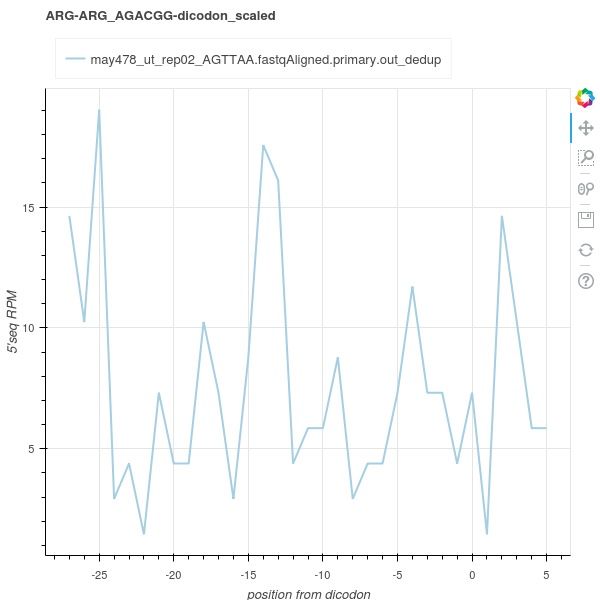 ARG-ARG_AGACGG-dicodon_scaled
may478_ut_rep02_AGTTAA.fastqAligned.primary.out_dedup
15
10
5
5'seq RPM
-25 -20 -15 -10 -5 0 5
position from dicodon